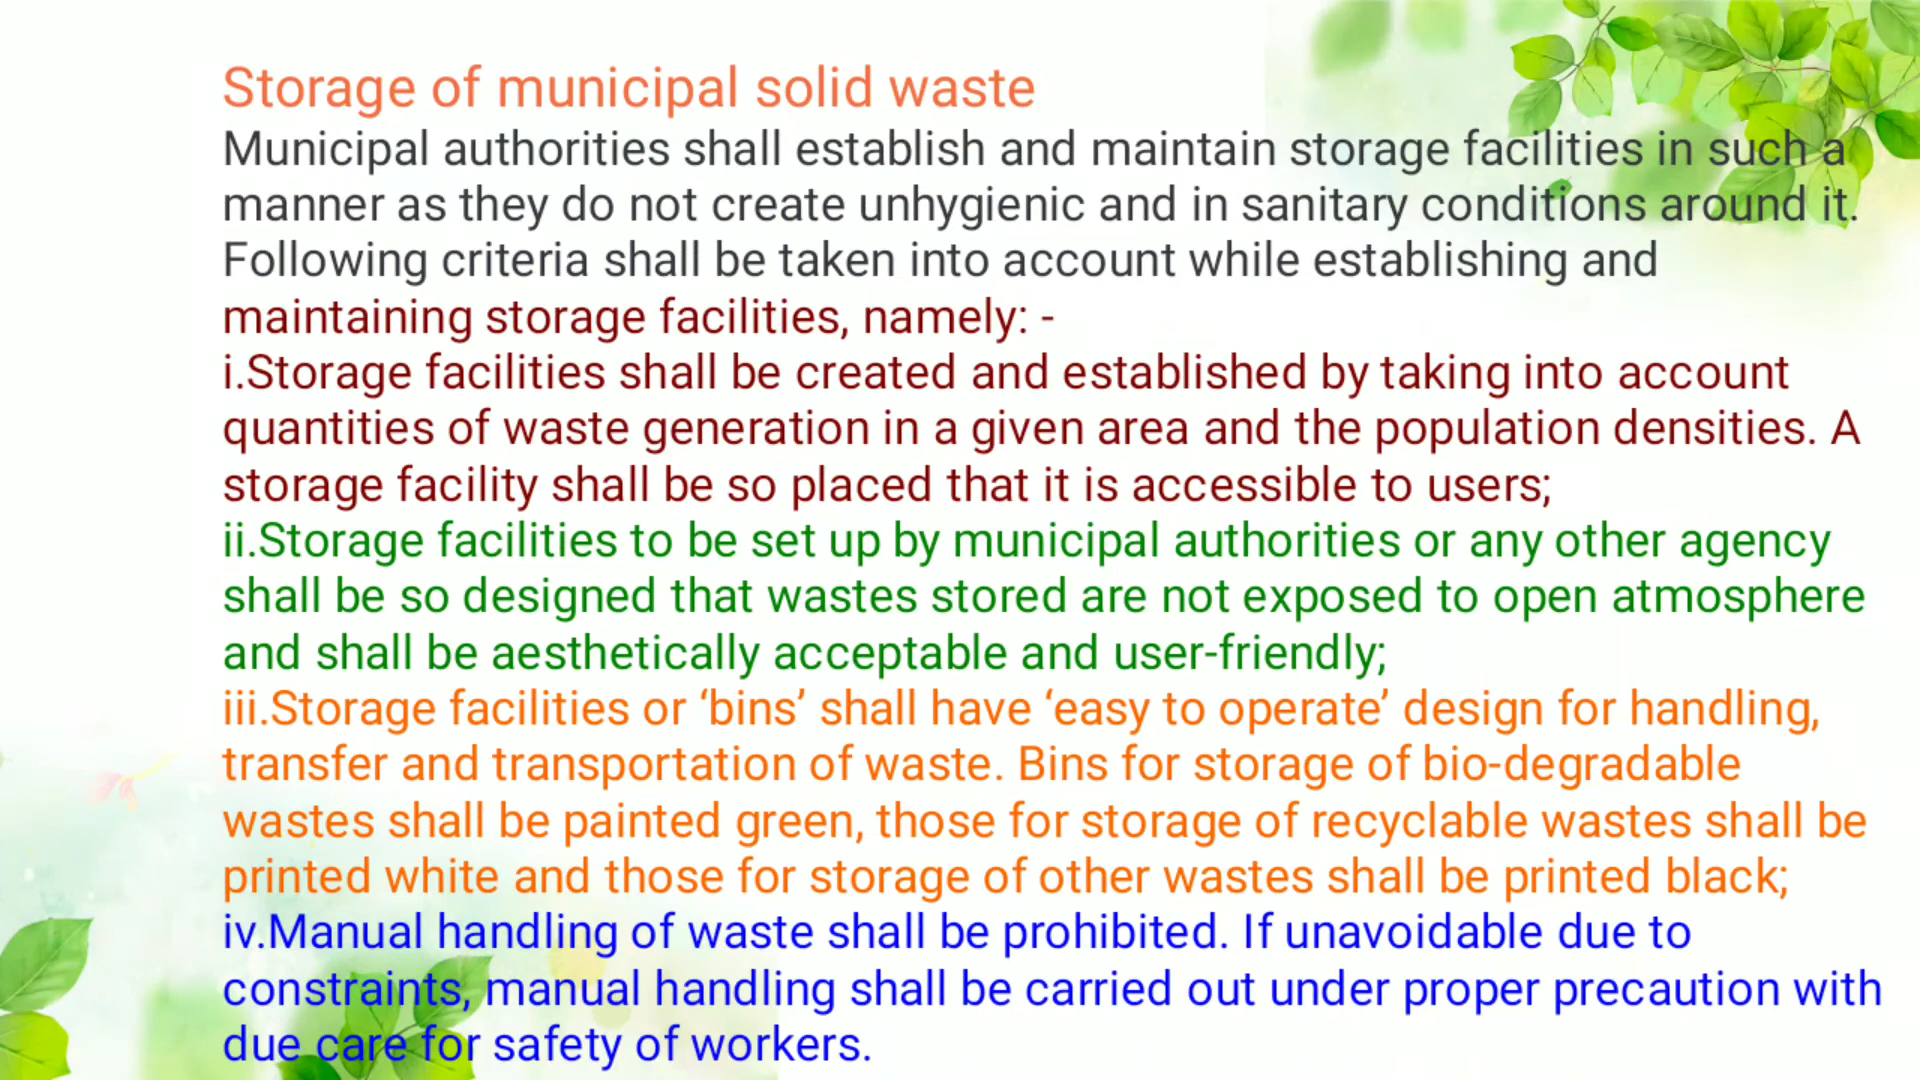 Storage of municipal solid waste
Municipal authorities shall establish and maintain storage facilities in such a
manner as they do not create unhygienic and in sanitary conditions around it.
Following criteria shall be taken into account while establishing and
maintaining storage facilities, namely: -
i.Storage facilities shall be created and established by taking into account
quantities of waste generation in a given area and the population densities. A
storage facility shall be so placed that it is accessible to users;
ii.Storage facilities to be set up by municipal authorities or any other agency
shall be so designed that wastes stored are not exposed to open atmosphere
and shall be aesthetically acceptable and user-friendly;
iii.Storage facilities or ‘bins’ shall have ‘easy to operate’ design for handling,
transfer and transportation of waste. Bins for storage of bio-degradable
wastes shall be painted green, those for storage of recyclable wastes shall be
printed white and those for storage of other wastes shall be printed black;
iv.Manual handling of waste shall be prohibited. If unavoidable due to
constraints, manual handling shall be carried out under proper precaution with
due care for safety of workers.